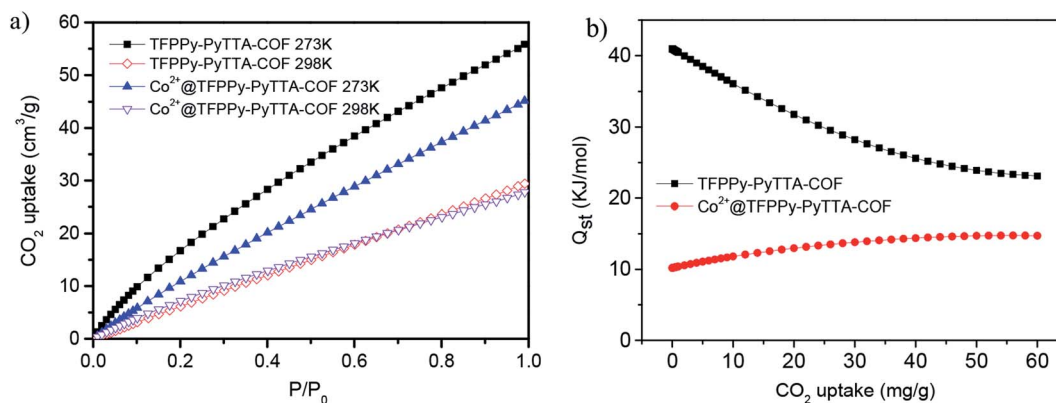 a)
CO₂ uptake (cm³/g)
60
50
40
30
20
10
0
TFPPy-PyTTA-COF 273K
TFPPy-PyTTA-COF 298K
Co²⁺@TFPPy-PyTTA-COF 273K
Co²⁺@TFPPy-PyTTA-COF 298K
0.0 0.2 0.4 0.6 0.8 1.0
P/P₀
b)
Qst (KJ/mol)
40
30
20
10
0
TFPPy-PyTTA-COF
Co²⁺@TFPPy-PyTTA-COF
0 10 20 30 40 50 60
CO₂ uptake (mg/g)